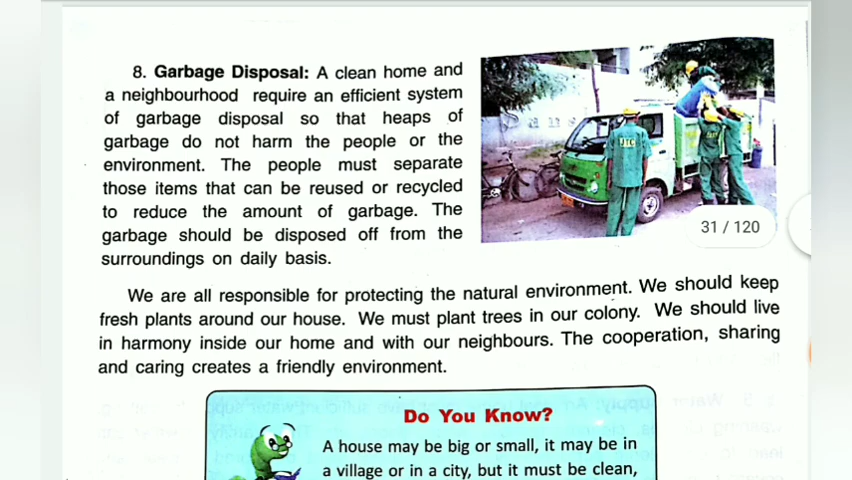 8. Garbage Disposal: A clean home and
a neighbourhood require an efficient system
of garbage disposal so that heaps of
garbage do not harm the people or the
environment. The people must separate
those items that can be reused or recycled
to reduce the amount of garbage. The
garbage should be disposed off from the
surroundings on daily basis.
JTC
31 / 120
We are all responsible for protecting the natural environment. We should keep
fresh plants around our house. We must plant trees in our colony. We should live
in harmony inside our home and with our neighbours. The cooperation, sharing
and caring creates a friendly environment.
Do You Know?
A house may be big or small, it may be in
a village or in a city, but it must be clean,